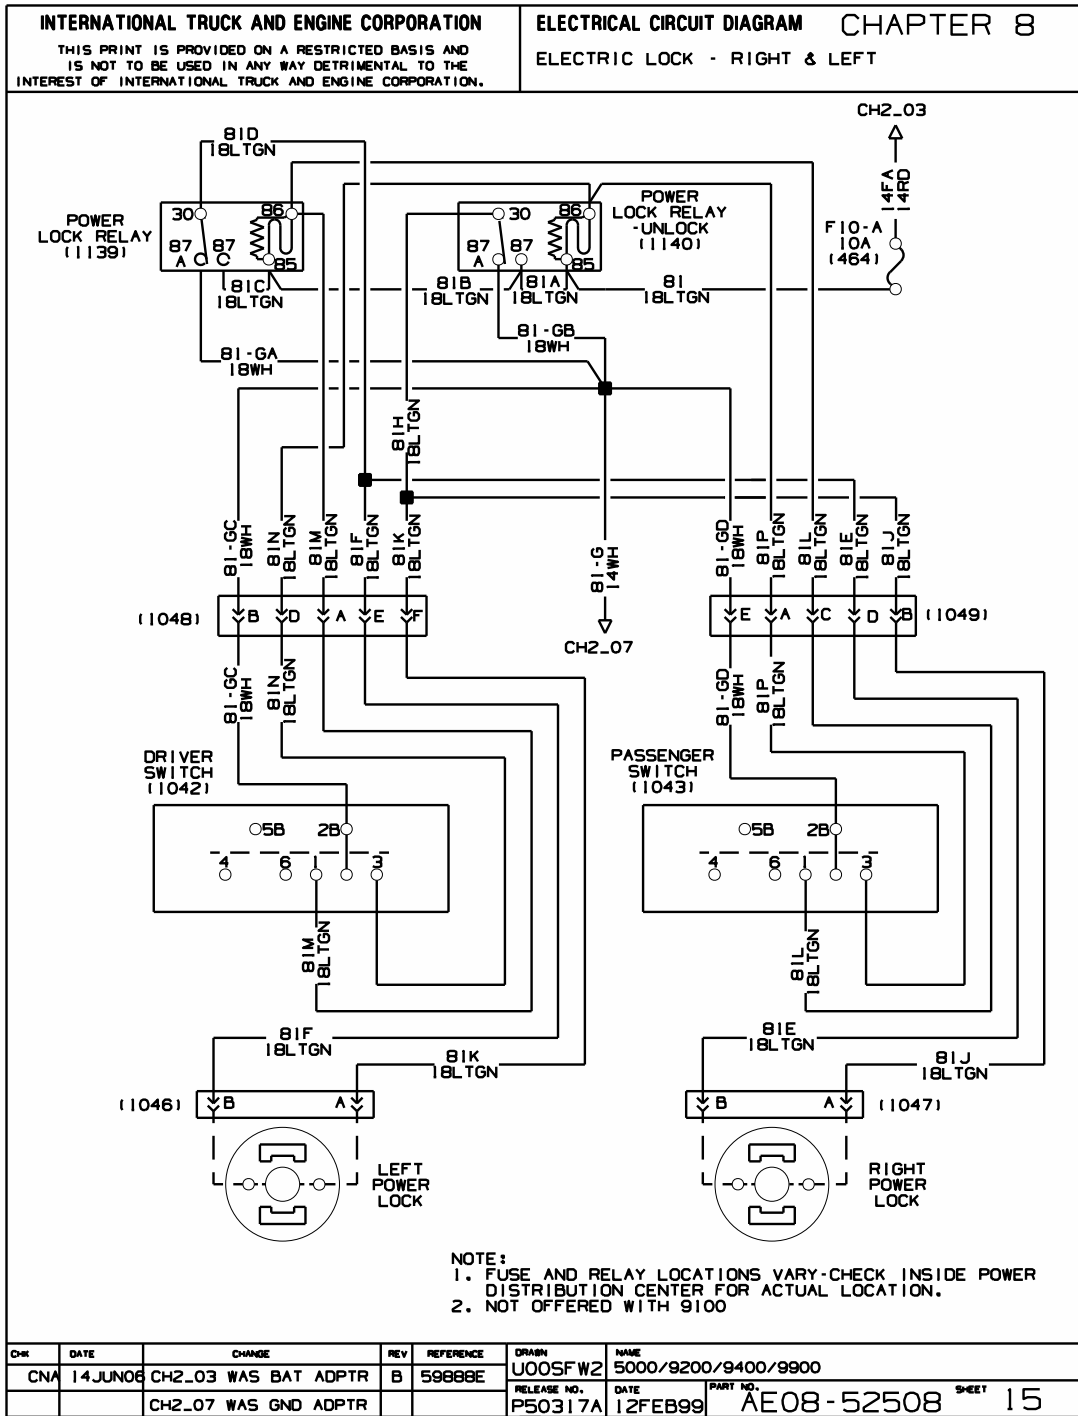 INTERNATIONAL TRUCK AND ENGINE CORPORATION
THIS PRINT IS PROVIDED ON A RESTRICTED BASIS AND
IS NOT TO BE USED IN ANY WAY DETRIMENTAL TO THE
INTEREST OF INTERNATIONAL TRUCK AND ENGINE CORPORATION.
ELECTRICAL CIRCUIT DIAGRAM CHAPTER 8
ELECTRIC LOCK - RIGHT & LEFT
CH2_03
81D
18LTGN
14FA
14RD
POWER
LOCK RELAY
(1139)
30
86
87
A
87
85
30
86
87
A
87
85
POWER
LOCK RELAY
-UNLOCK
(1140)
F10-A
10A
(464)
81C
18LTGN
81B
18LTGN
81A
18LTGN
81
18LTGN
81-GB
18WH
81-GA
18WH
81H
18LTGN
81-GC
18WH
81N
18LTGN
81M
18LTGN
81F
18LTGN
81K
18LTGN
81-G
14WH
81-GD
18WH
81P
18LTGN
81L
18LTGN
81E
18LTGN
81J
18LTGN
(1048)
B
D
A
E
F
E
A
C
D
B
(1049)
CH2_07
81-GC
18WH
81N
18LTGN
81-GD
18WH
81P
18LTGN
DRIVER
SWITCH
(1042)
PASSENGER
SWITCH
(1043)
5B
2B
4
6
1
3
5B
2B
4
6
1
3
81M
18LTGN
81L
18LTGN
81F
18LTGN
81K
18LTGN
81E
18LTGN
81J
18LTGN
(1046)
B
A
B
A
(1047)
LEFT
POWER
LOCK
RIGHT
POWER
LOCK
NOTE:
1. FUSE AND RELAY LOCATIONS VARY-CHECK INSIDE POWER
DISTRIBUTION CENTER FOR ACTUAL LOCATION.
2. NOT OFFERED WITH 9100
CHK DATE CHANGE REV REFERENCE DRAWN NAME
CNA 14JUN06 CH2_03 WAS BAT ADPTR B 59888E U00SFW2 5000/9200/9400/9900
CH2_07 WAS GND ADPTR
RELEASE NO. DATE PART NO. SHEET
P50317A 12FEB99 AE08-52508 15